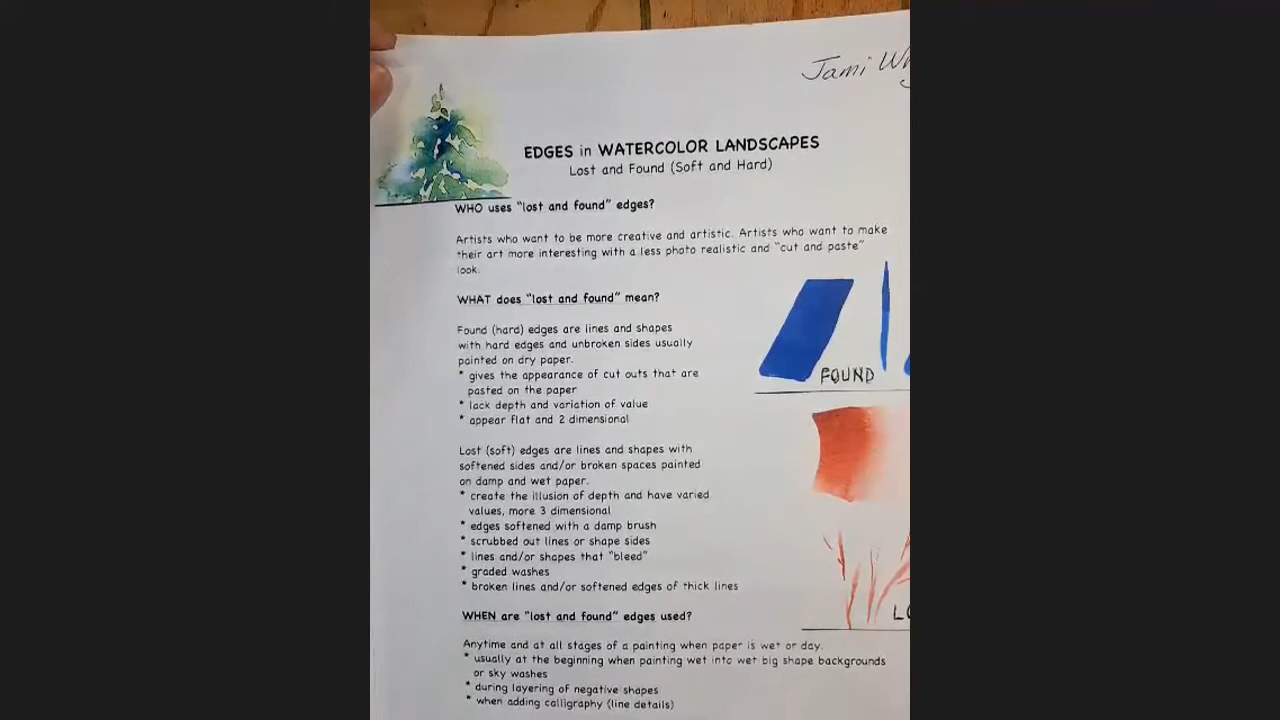 Jami
EDGES in WATERCOLOR LANDSCAPES
Lost and Found (Soft and Hard)
WHO uses "lost and found" edges?
Artists who want to be more creative and artistic. Artists who want to make
their art more interesting with a less photo realistic and "cut and paste"
look.
WHAT does "lost and found" mean?
Found (hard) edges are lines and shapes
with hard edges and unbroken sides usually
painted on dry paper.
* gives the appearance of cut outs that are
pasted on the paper
* lack depth and variation of value
* appear flat and 2 dimensional
FOUND
Lost (soft) edges are lines and shapes with
softened sides and/or broken spaces painted
on damp and wet paper.
* create the illusion of depth and have varied
values, more 3 dimensional
* edges softened with a damp brush
* scrubbed out lines or shape sides
* lines and/or shapes that "bleed"
* graded washes
* broken lines and/or softened edges of thick lines
WHEN are "lost and found" edges used?
Anytime and at all stages of a painting when paper is wet or day.
* usually at the beginning when painting wet into wet big shape backgrounds
or sky washes
* during layering of negative shapes
* when adding calligraphy (line details)